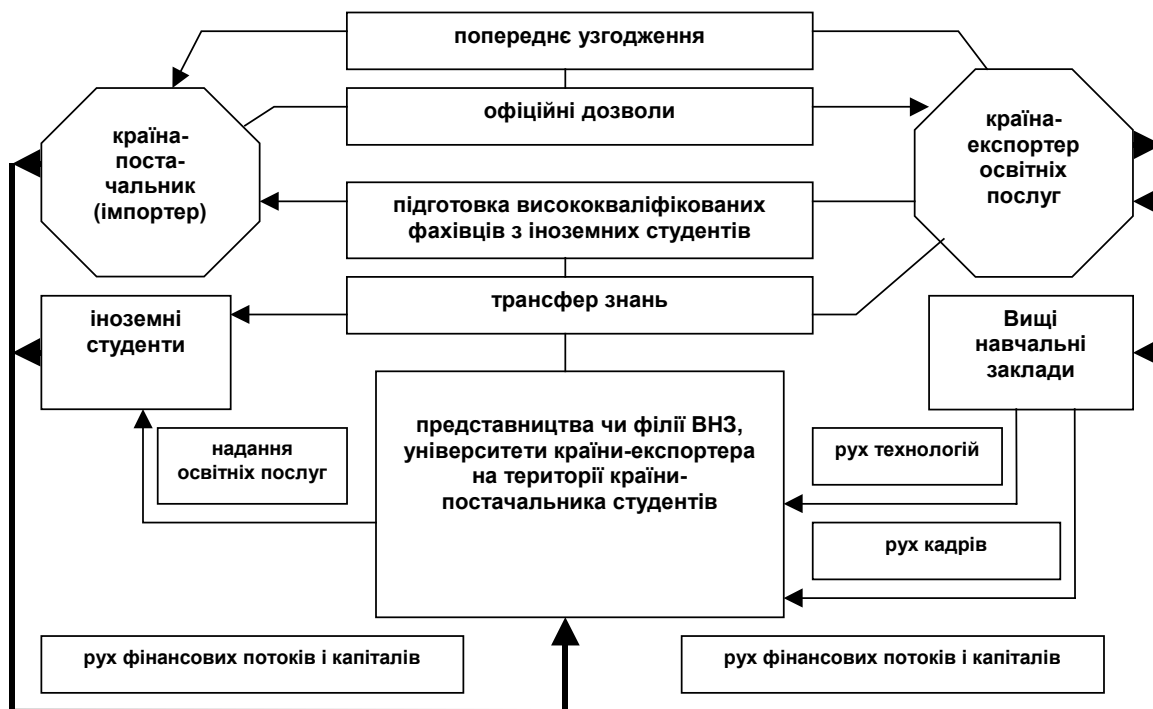 попереднє узгодження
офіційні дозволи
країна-
поста-
чальник
(імпортер)
країна-
експортер
освітніх
послуг
підготовка висококваліфікованих
фахівців з іноземних студентів
трансфер знань
іноземні
студенти
Вищі
навчальні
заклади
представництва чи філії ВНЗ,
університети країни-експортера
на території країни-
постачальника студентів
надання
освітніх послуг
рух технологій
рух кадрів
рух фінансових потоків і капіталів
рух фінансових потоків і капіталів